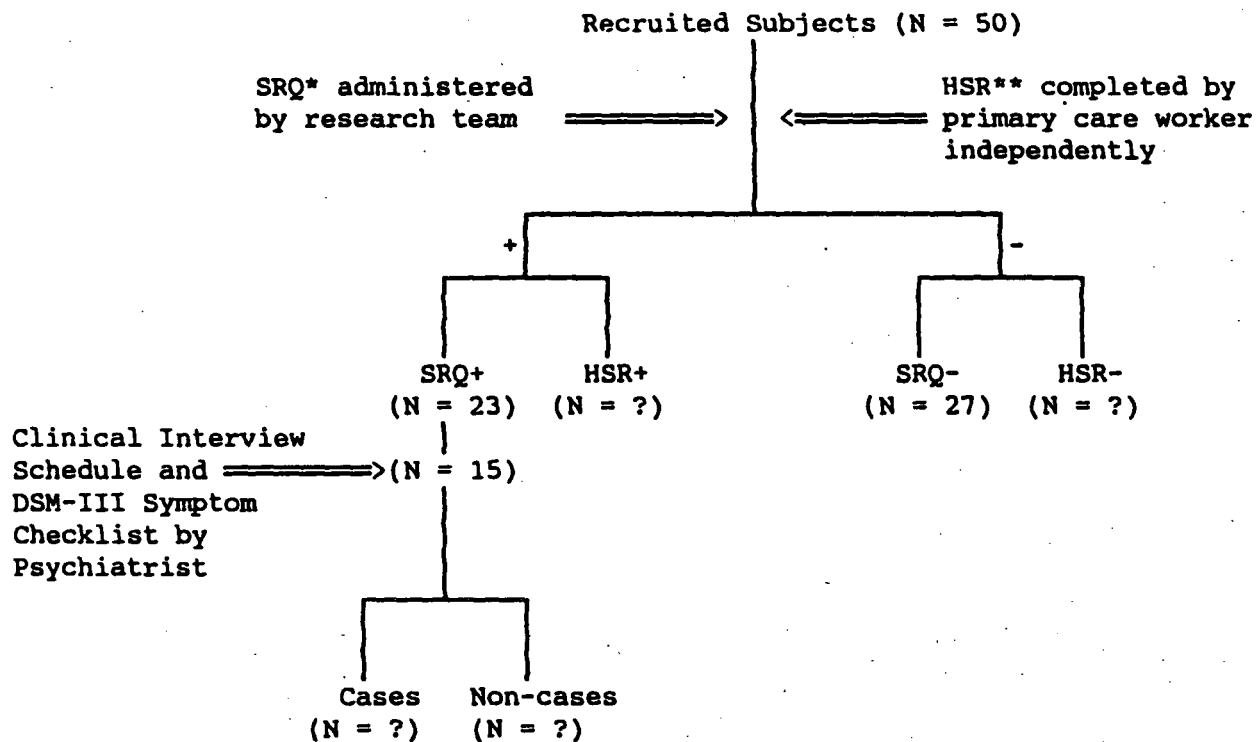 Recruited Subjects (N = 50)
SRQ* administered
by research team
HSR** completed by
primary care worker
independently
+
-
SRQ+ HSR+ SRQ- HSR-
(N = 23) (N = ?) (N = 27) (N = ?)
Clinical Interview
Schedule and
DSM-III Symptom
Checklist by
Psychiatrist
(N = 15)
Cases Non-cases
(N = ?) (N = ?)